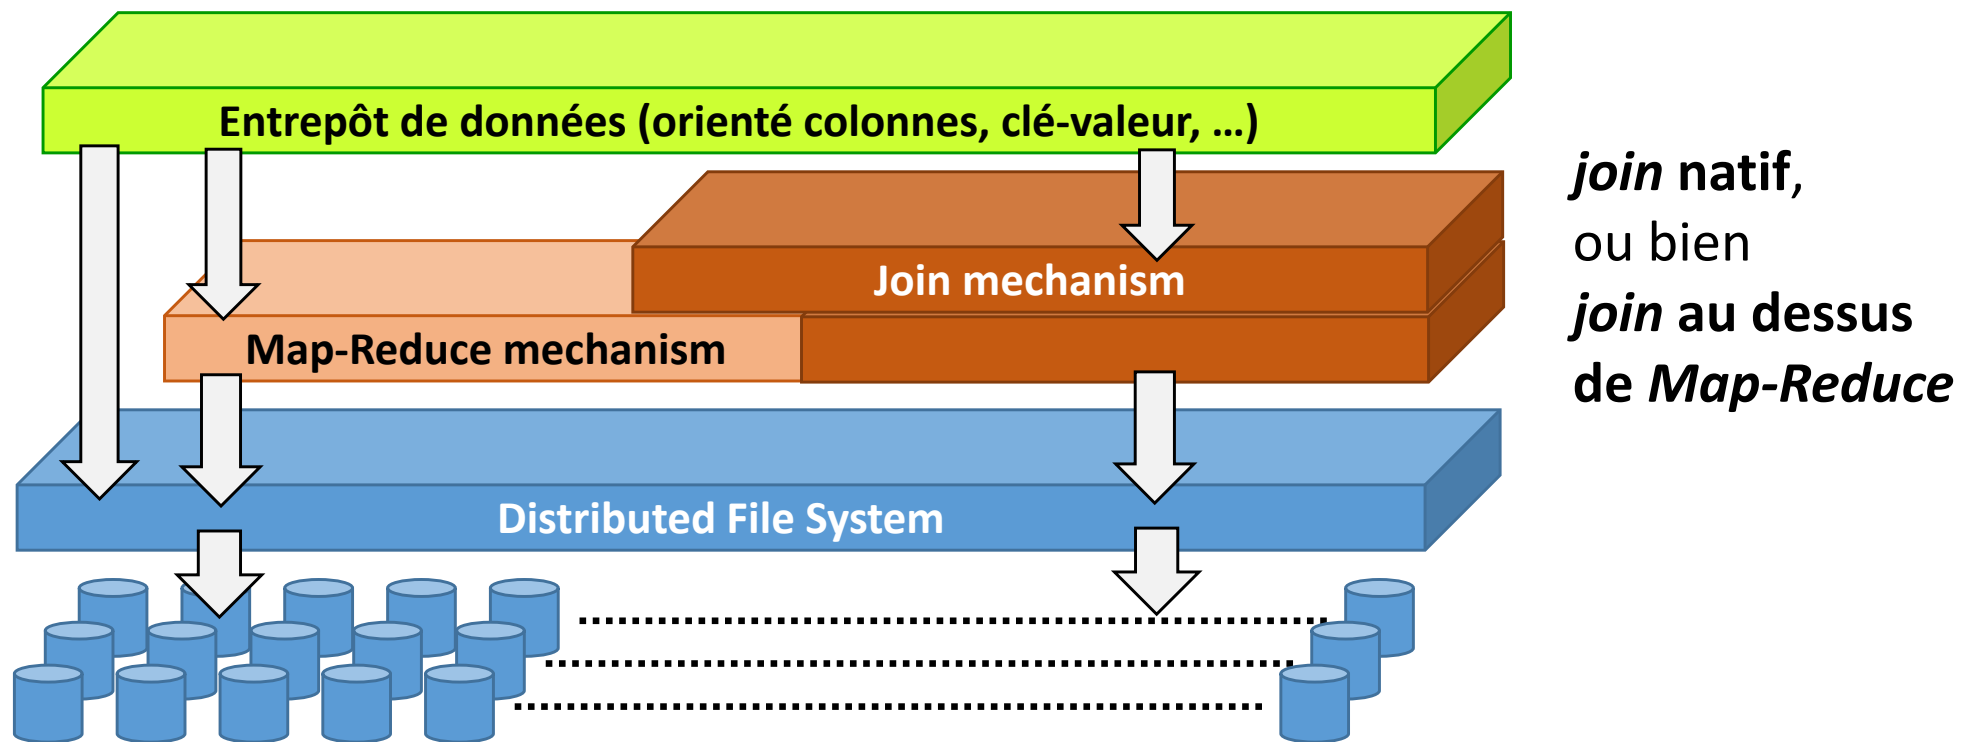 Entrepôt de données (orienté colonnes, clé-valeur, …)
join natif,
ou bien
join au dessus
de Map-Reduce
Join mechanism
Map-Reduce mechanism
Distributed File System